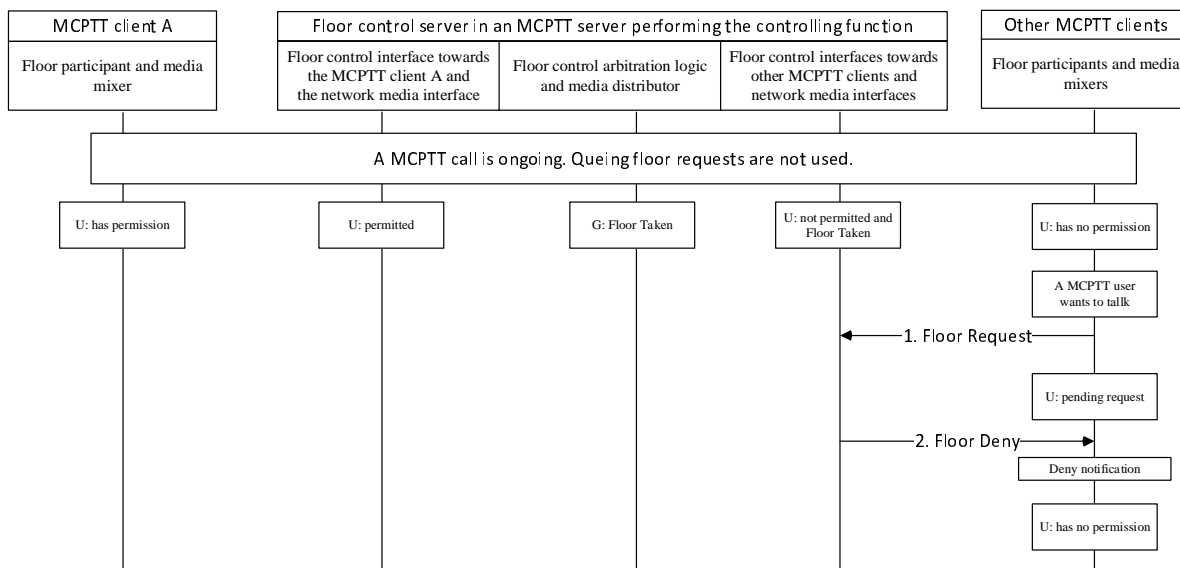 MCPTT client A
Floor participant and media
mixer
Floor control server in an MCPTT server performing the controlling function
Floor control interface towards
the MCPTT client A and
the network media interface
Floor control arbitration logic
and media distributor
Floor control interfaces towards
other MCPTT clients and
network media interfaces
Other MCPTT clients
Floor participants and media
mixers
A MCPTT call is ongoing. Queing floor requests are not used.
U: has permission
U: permitted
G: Floor Taken
U: not permitted and
Floor Taken
U: has no permission
A MCPTT user
wants to tallk
1. Floor Request
U: pending request
2. Floor Deny
Deny notification
U: has no permission